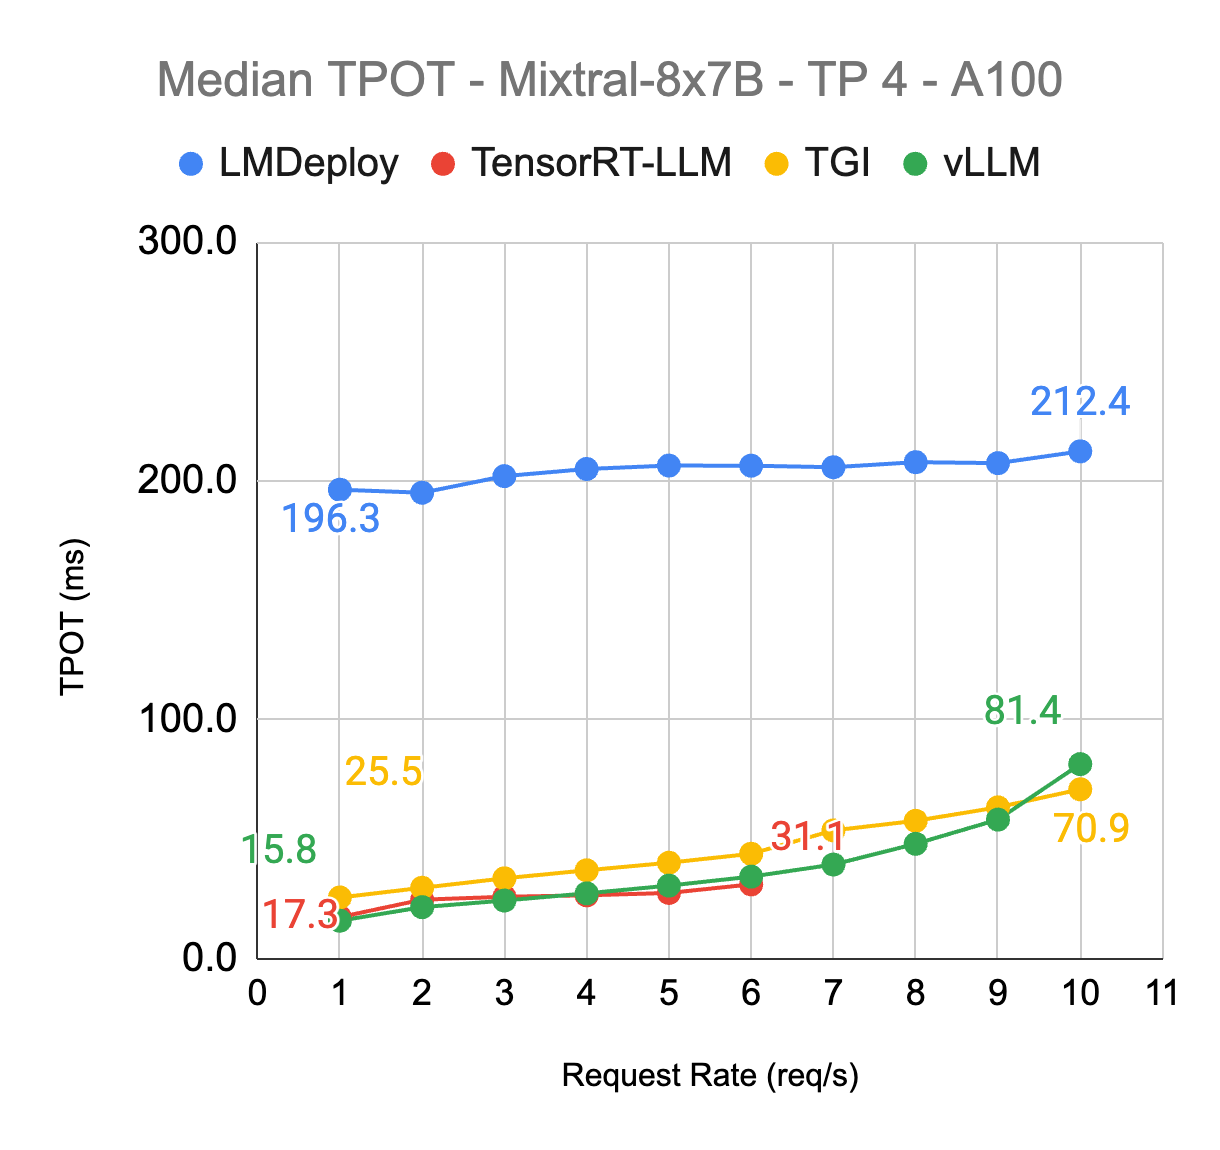 Median TPOT - Mixtral-8x7B - TP 4 - A100
LMDeploy TensorRT-LLM TGI vLLM
300.0
212.4
200.0
196.3
TPOT (ms)
100.0
81.4
25.5
70.9
31.1
15.8
17.3
0.0
0 1 2 3 4 5 6 7 8 9 10 11
Request Rate (req/s)